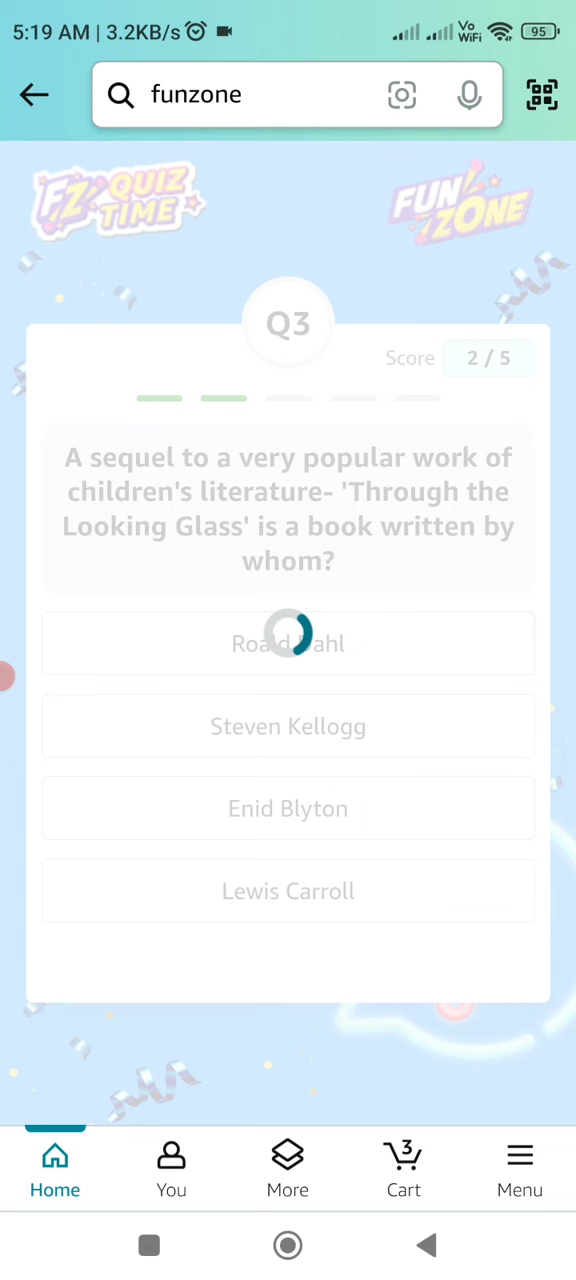 5:19 AM | 3.2KB/s
Vo
WiFi
95
funzone
FZ QUIZ
TIME
FUN
ZONE
Q3
Score 2 / 5
A sequel to a very popular work of
children's literature- 'Through the
Looking Glass' is a book written by
whom?
Roald Dahl
Steven Kellogg
Enid Blyton
Lewis Carroll
3
Home You More Cart Menu